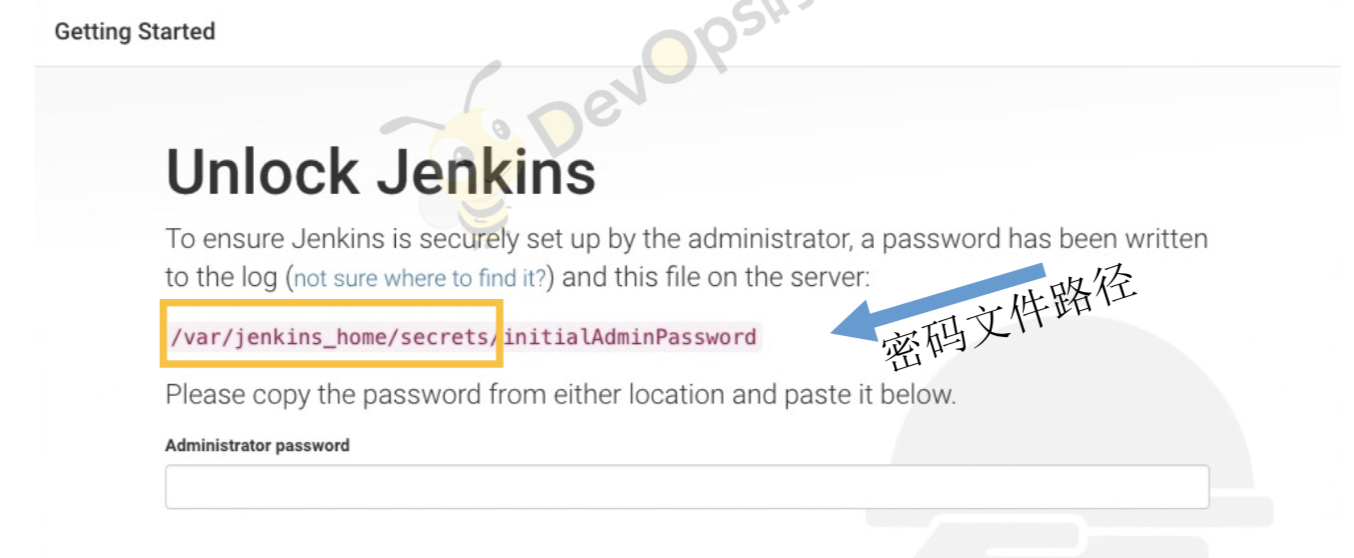 Getting Started
DevOps
Unlock Jenkins
To ensure Jenkins is securely set up by the administrator, a password has been written
to the log (not sure where to find it?) and this file on the server:
/var/jenkins_home/secrets/initialAdminPassword
密码文件路径
Please copy the password from either location and paste it below.
Administrator password